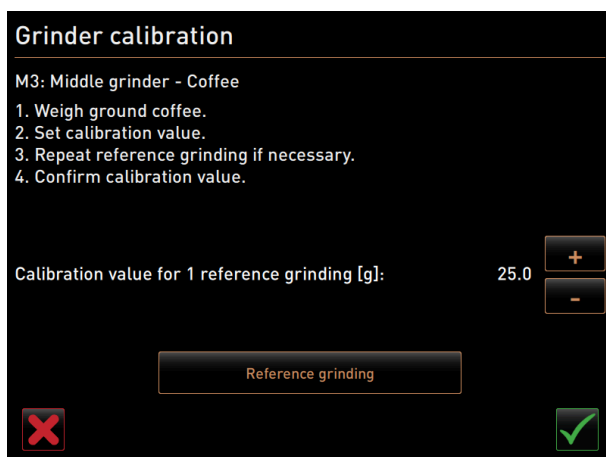 Grinder calibration
M3: Middle grinder - Coffee
1. Weigh ground coffee.
2. Set calibration value.
3. Repeat reference grinding if necessary.
4. Confirm calibration value.
+
Calibration value for 1 reference grinding [g]: 25.0
-
Reference grinding